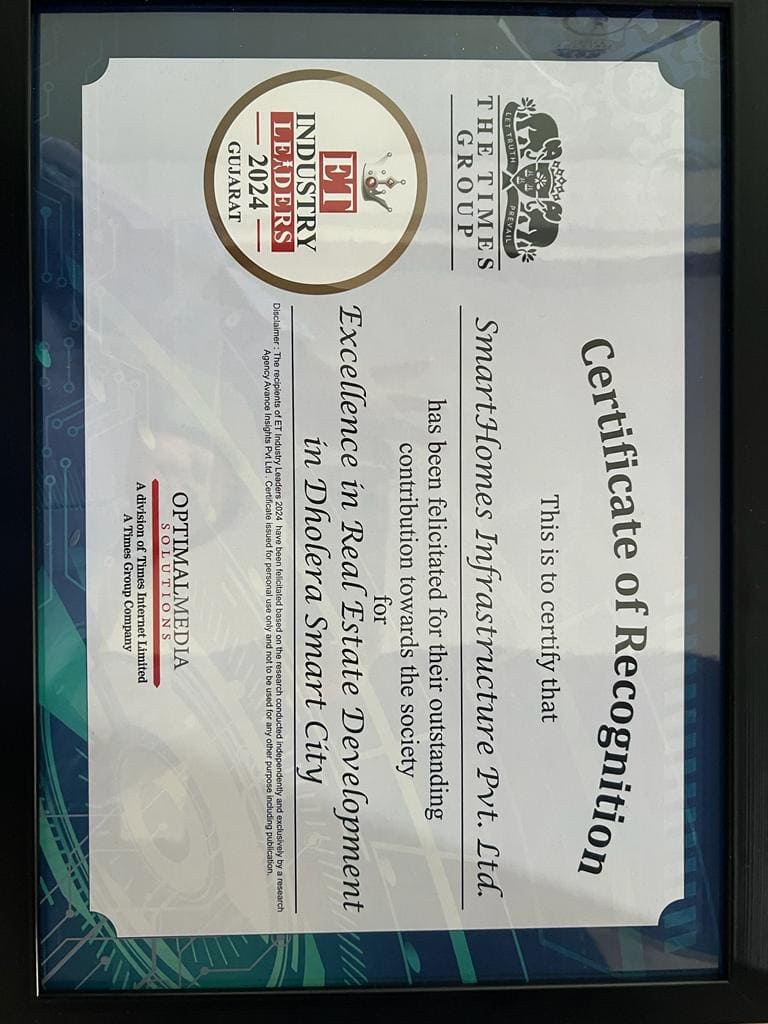 LET TRUTH PREVAIL
THE TIMES
GROUP
ET
INDUSTRY
LEADERS
2024
GUJARAT
Certificate of Recognition
This is to certify that
SmartHomes Infrastructure Pvt. Ltd.
has been felicitated for their outstanding
contribution towards the society
for
Excellence in Real Estate Development
in Dholera Smart City
Disclaimer : The recipients of ET Industry Leaders 2024 have been felicitated based on the research conducted independently and exclusively by a research
Agency Avance Insights Pvt Ltd . Certificate issued for personal use only and not to be used for any other purpose including publication.
OPTIMALMEDIA
SOLUTIONS
A division of Times Internet Limited
A Times Group Company